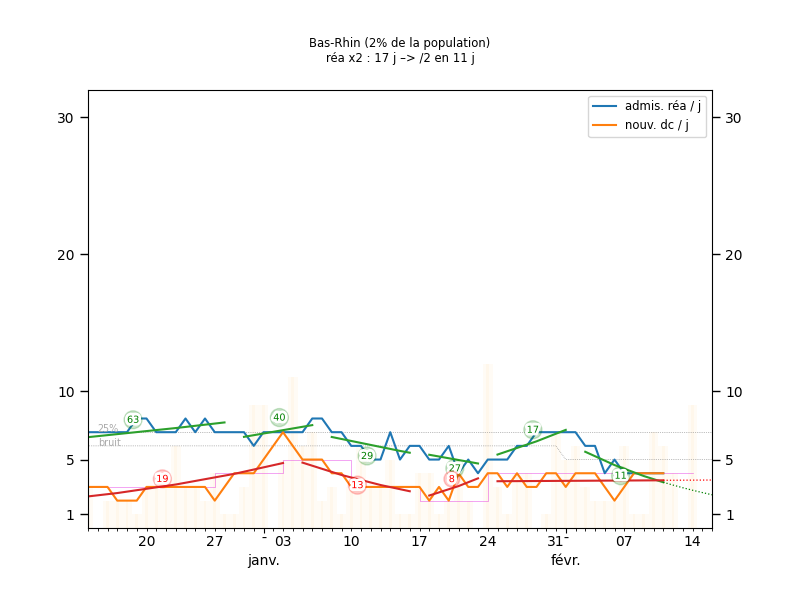 Bas-Rhin (2% de la population)
réa x2 : 17 j –> /2 en 11 j
admis. réa / j
nouv. dc / j
30 30
20 20
10 10
5 5
1 1
25%
bruit
63
40
29
27
17
11
19
13
8
20 27 - 03 10 17 24 31- 07 14
janv. févr.